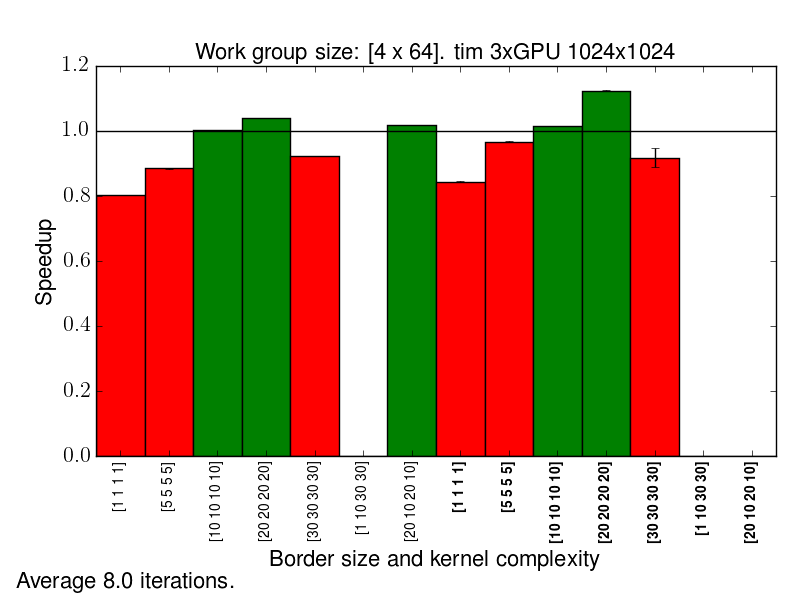 Work group size: [4 x 64]. tim 3xGPU 1024x1024
1.2
1.0
0.8
0.6
0.4
0.2
0.0
Speedup
[1 1 1 1]
[5 5 5 5]
[10 10 10 10]
[20 20 20 20]
[30 30 30 30]
[1 10 30 30]
[20 10 20 10]
[1 1 1 1]
[5 5 5 5]
[10 10 10 10]
[20 20 20 20]
[30 30 30 30]
[1 10 30 30]
[20 10 20 10]
Border size and kernel complexity
Average 8.0 iterations.